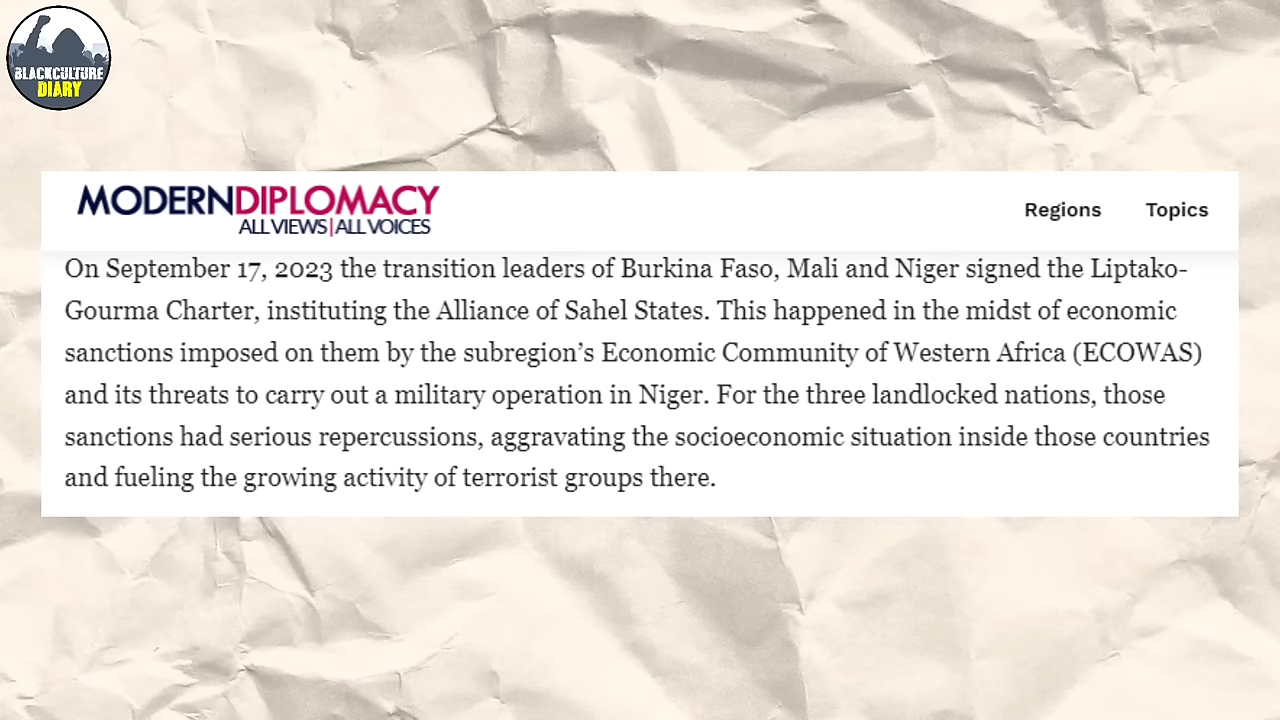 BLACKCULTURE
DIARY
MODERNDIPLOMACY
ALL VIEWS|ALL VOICES
Regions
Topics
On September 17, 2023 the transition leaders of Burkina Faso, Mali and Niger signed the Liptako-
Gourma Charter, instituting the Alliance of Sahel States. This happened in the midst of economic
sanctions imposed on them by the subregion’s Economic Community of Western Africa (ECOWAS)
and its threats to carry out a military operation in Niger. For the three landlocked nations, those
sanctions had serious repercussions, aggravating the socioeconomic situation inside those countries
and fueling the growing activity of terrorist groups there.